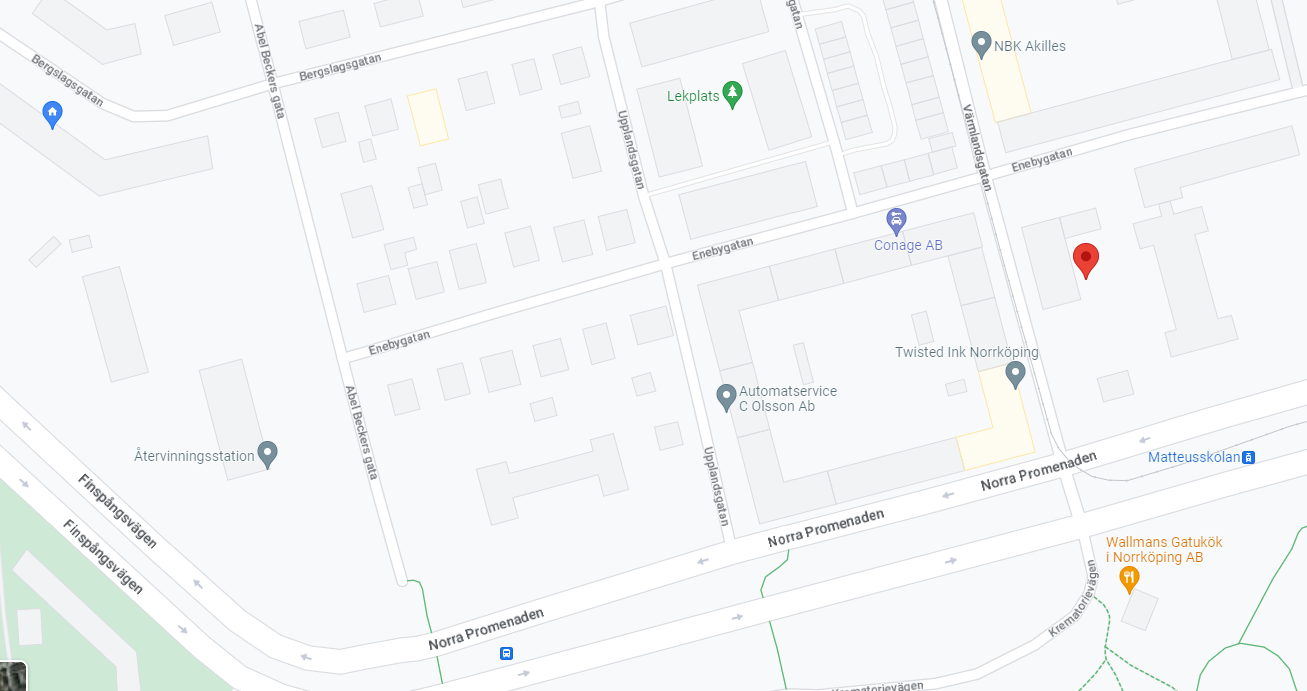 Abel Beckers gata
Bergslagsgatan
Bergslagsgatan
gatan
NBK Akilles
Lekplats
Upplandsgatan
Värmlandsgatan
Enebygatan
Conage AB
Enebygatan
Enebygatan
Twisted Ink Norrköping
Automatservice
C Olsson Ab
Abel Beckers gata
Återvinningsstation
Upplandsgatan
Matteusskolan
Norra Promenaden
Finspångsvägen
Norra Promenaden
Finspångsvägen
Wallmans Gatukök
i Norrköping AB
Krematorievägen
Norra Promenaden
Krematorievägen